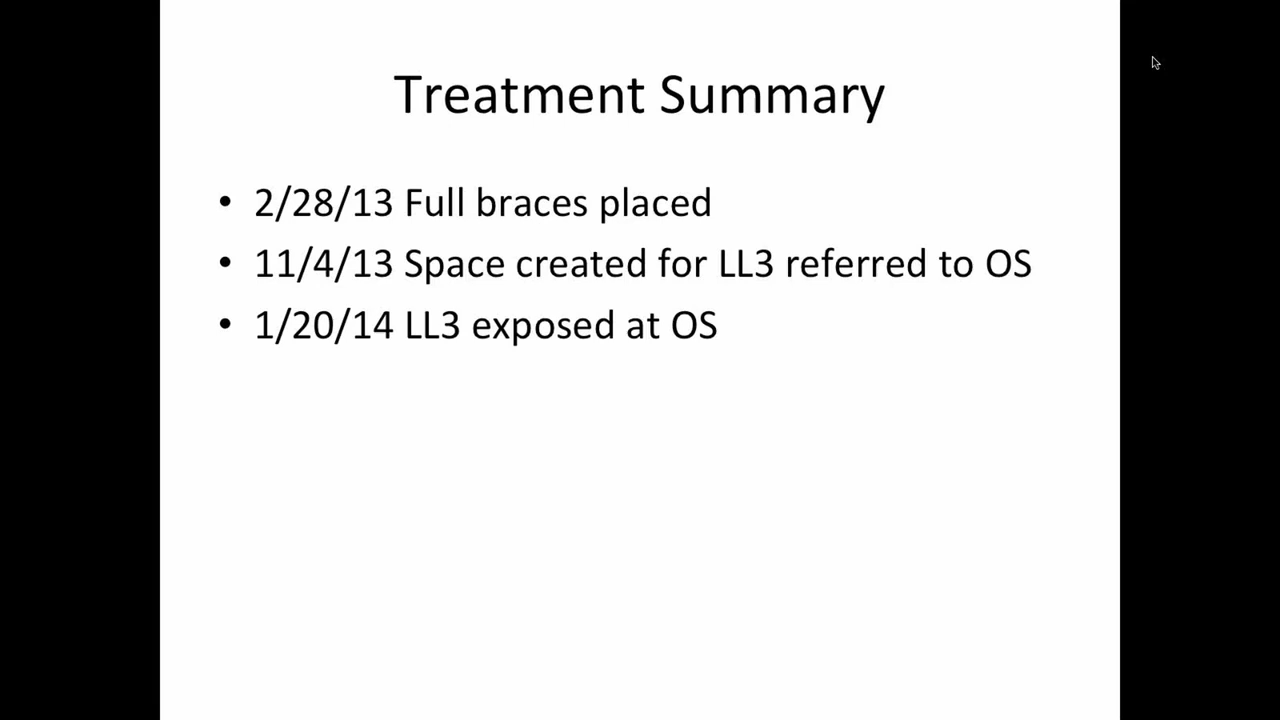 Treatment Summary
• 2/28/13 Full braces placed
• 11/4/13 Space created for LL3 referred to OS
• 1/20/14 LL3 exposed at OS